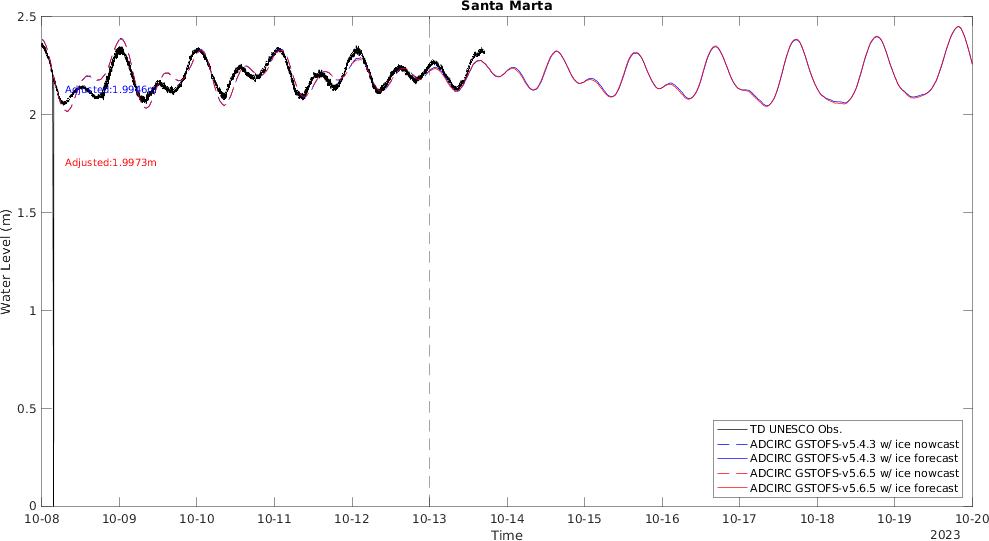 Santa Marta
2.5
2
1.5
1
0.5
0
Water Level (m)
Adjusted:1.9946m
Adjusted:1.9973m
TD UNESCO Obs.
ADCIRC GSTOFS-v5.4.3 w/ ice nowcast
ADCIRC GSTOFS-v5.4.3 w/ ice forecast
ADCIRC GSTOFS-v5.6.5 w/ ice nowcast
ADCIRC GSTOFS-v5.6.5 w/ ice forecast
10-08 10-09 10-10 10-11 10-12 10-13 10-14 10-15 10-16 10-17 10-18 10-19 10-20
Time
2023